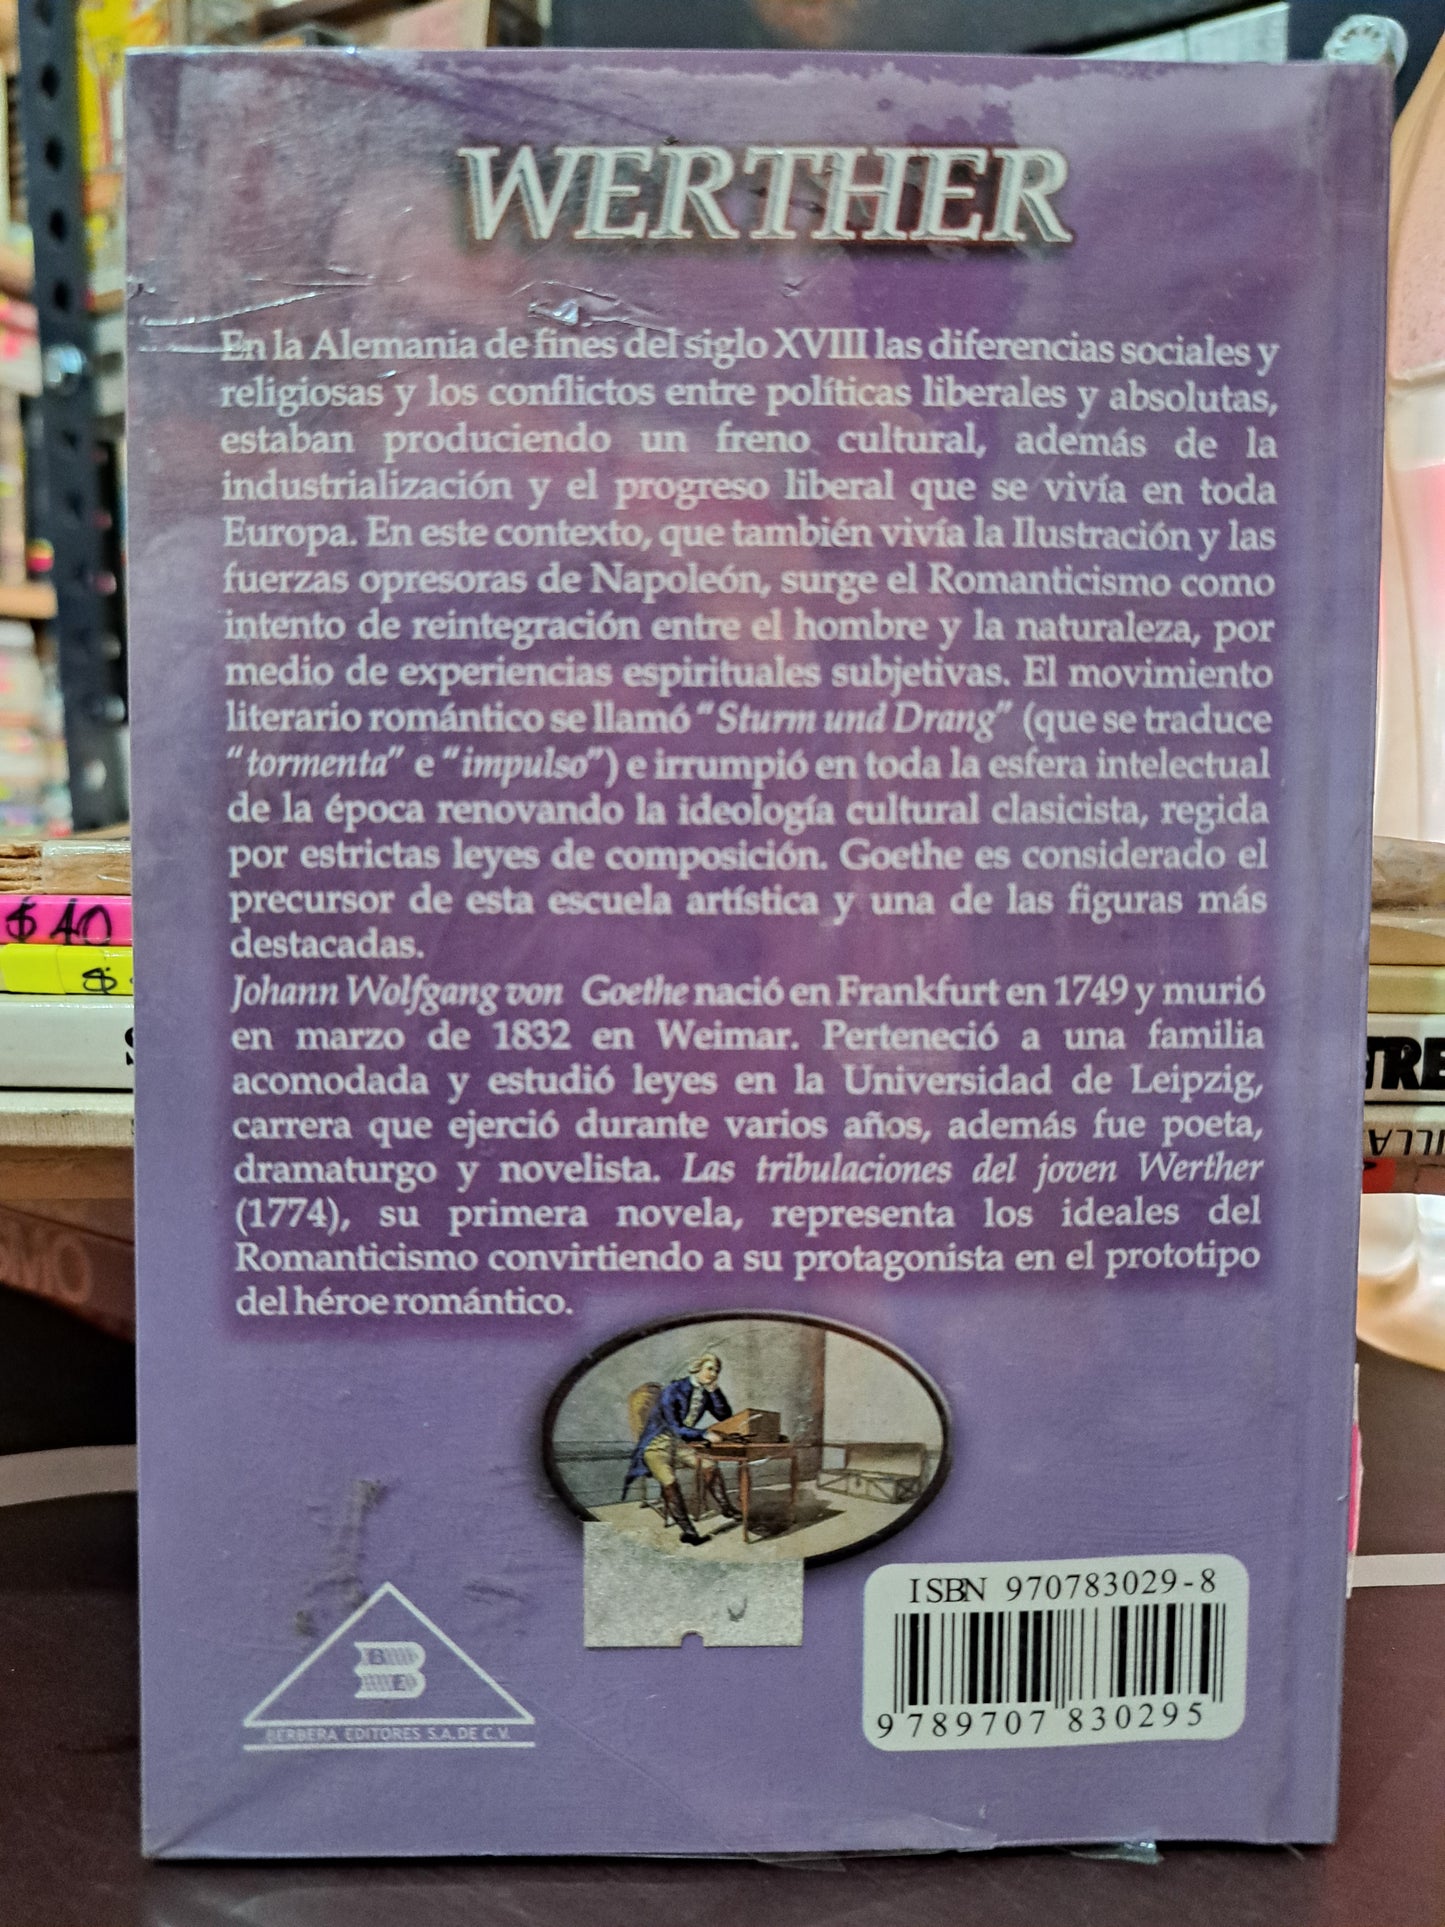 WERTHER
En la Alemania de fines del siglo XVIII las diferencias sociales y
religiosas y los conflictos entre políticas liberales y absolutas,
estaban produciendo un freno cultural, además de la
industrialización y el progreso liberal que se vivía en toda
Europa. En este contexto, que también vivía la Ilustración y las
fuerzas opresoras de Napoleón, surge el Romanticismo como
intento de reintegración entre el hombre y la naturaleza, por
medio de experiencias espirituales subjetivas. El movimiento
literario romántico se llamó "Sturm und Drang" (que se traduce
"tormenta" e "impulso") e irrumpió en toda la esfera intelectual
de la época renovando la ideología cultural clasicista, regida
por estrictas leyes de composición. Goethe es considerado el
precursor de esta escuela artística y una de las figuras más
destacadas.
Johann Wolfgang von Goethe nació en Frankfurt en 1749 y murió
en marzo de 1832 en Weimar. Perteneció a una familia
acomodada y estudió leyes en la Universidad de Leipzig,
carrera que ejerció durante varios años, además fue poeta,
dramaturgo y novelista. Las tribulaciones del joven Werther
(1774), su primera novela, representa los ideales del
Romanticismo convirtiendo a su protagonista en el prototipo
del héroe romántico.
B
BERBERA EDITORES S.A. DE C.V.
ISBN 970783029-8
9 789707 830295
$40
$